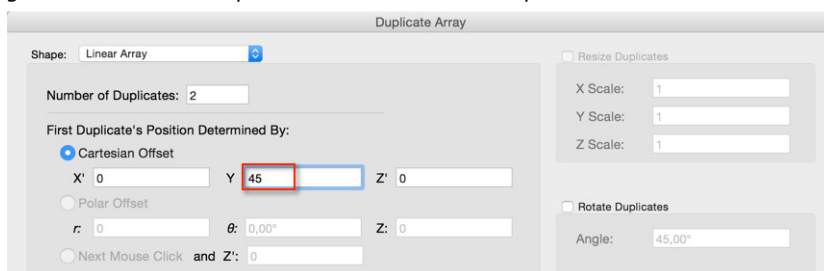 Duplicate Array
Shape: Linear Array
Number of Duplicates: 2
First Duplicate's Position Determined By:
Cartesian Offset
X' 0 Y 45 Z' 0
Polar Offset
r: 0 θ: 0,00° Z: 0
Next Mouse Click and Z': 0
Resize Duplicates
X Scale: 1
Y Scale: 1
Z Scale: 1
Rotate Duplicates
Angle: 45,00°